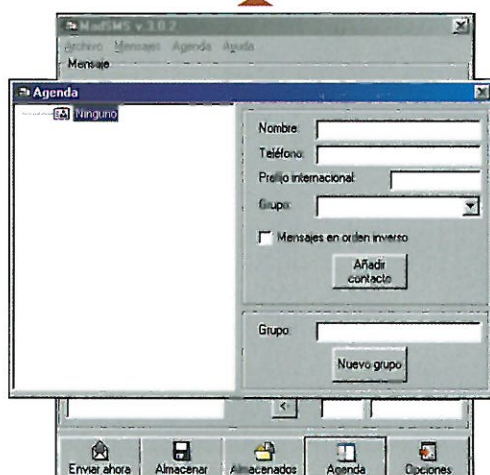 MadSMS v 3.0.2
Archivo Mensajes Agenda Ayuda
Mensaje
Agenda
Ninguno
Nombre:
Teléfono:
Prefijo internacional:
Grupo:
Mensajes en orden inverso
Añadir
contacto
Grupo:
Nuevo grupo
<-
Enviar ahora Almacenar Almacenados Agenda Opciones